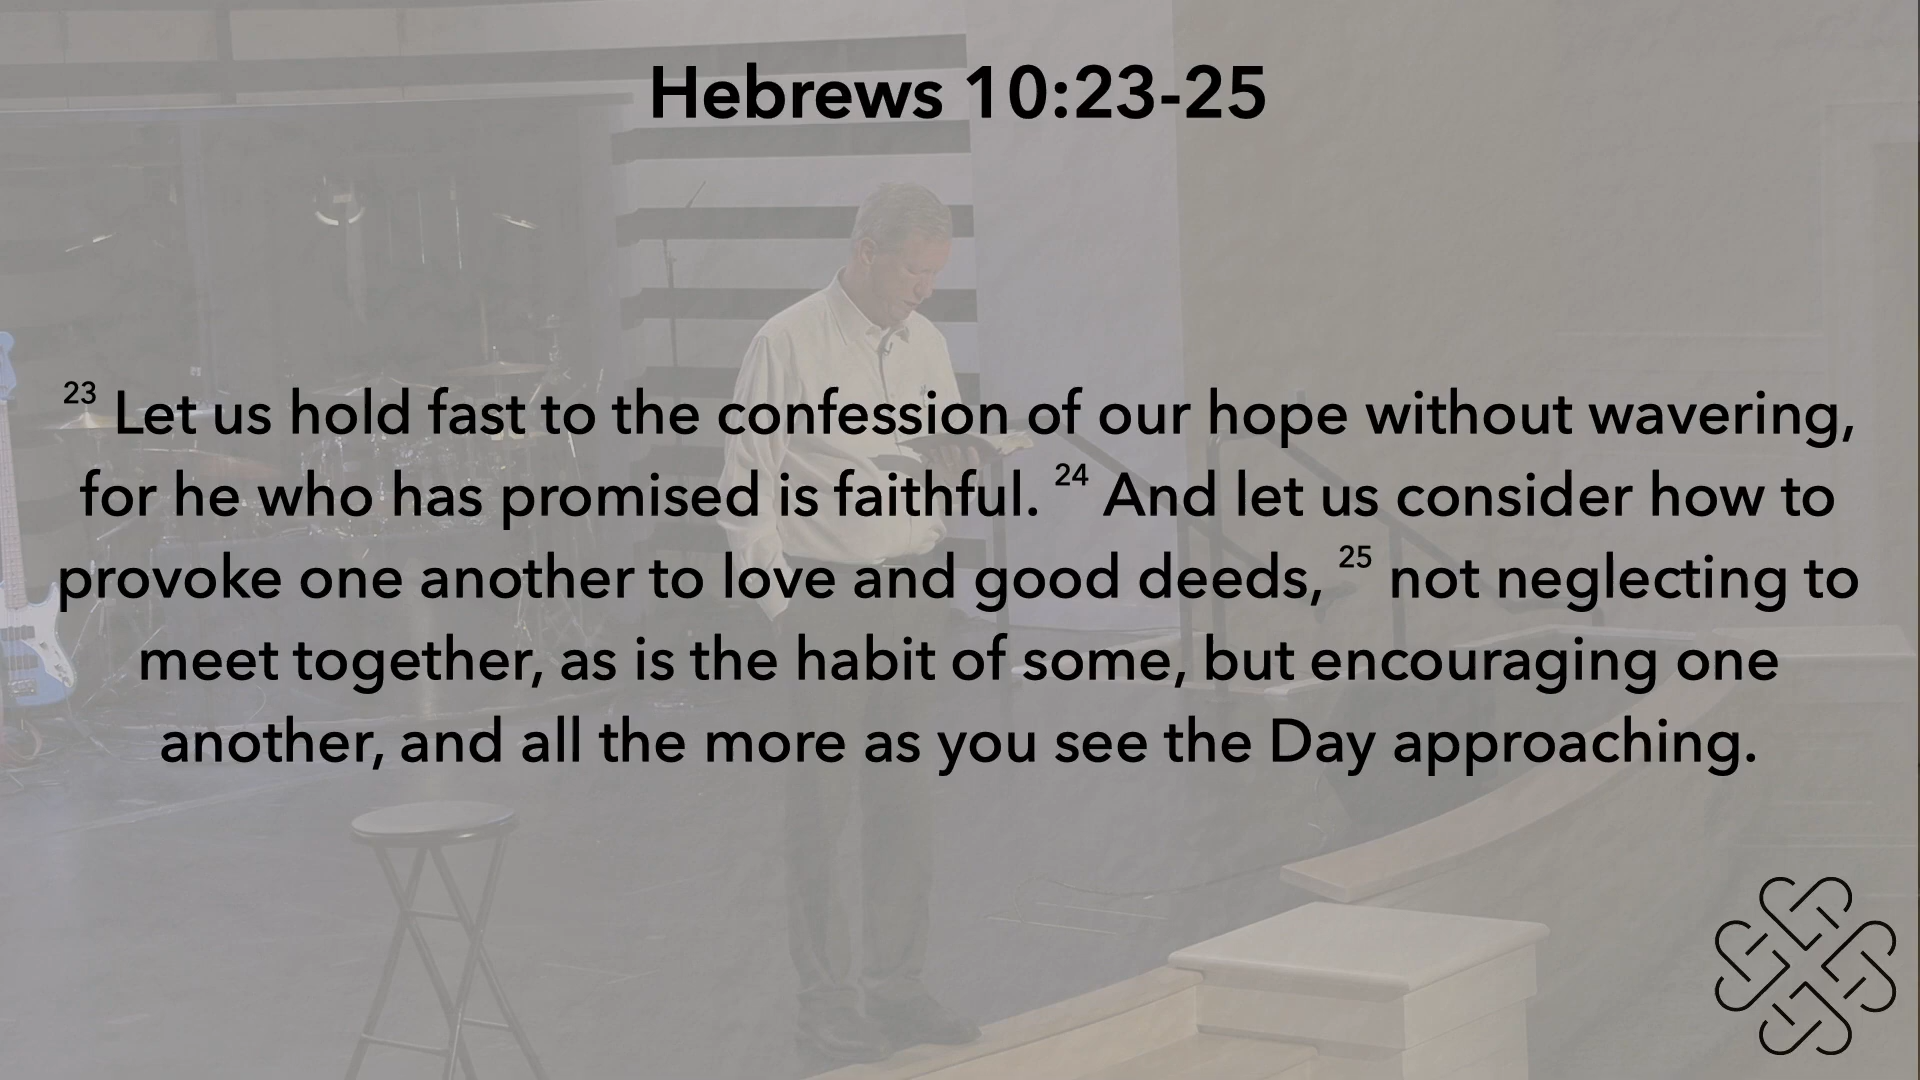 Hebrews 10:23-25
23 Let us hold fast to the confession of our hope without wavering,
for he who has promised is faithful. 24 And let us consider how to
provoke one another to love and good deeds, 25 not neglecting to
meet together, as is the habit of some, but encouraging one
another, and all the more as you see the Day approaching.